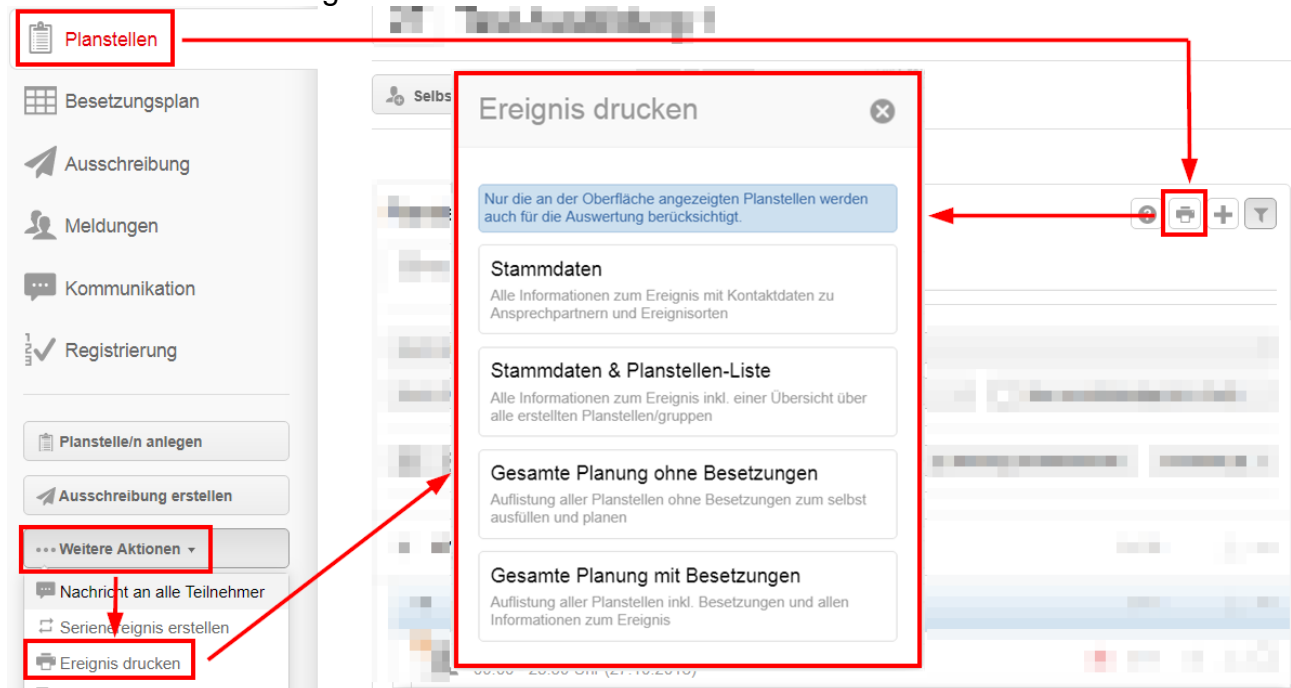 Planstellen
Besetzungsplan
Ausschreibung
Meldungen
Kommunikation
Registrierung
Planstelle/n anlegen
Ausschreibung erstellen
Weitere Aktionen
Nachricht an alle Teilnehmer
Serienereignis erstellen
Ereignis drucken
Selbs
Ereignis drucken
Nur die an der Oberfläche angezeigten Planstellen werden
auch für die Auswertung berücksichtigt.
Stammdaten
Alle Informationen zum Ereignis mit Kontaktdaten zu
Ansprechpartnern und Ereignisorten
Stammdaten & Planstellen-Liste
Alle Informationen zum Ereignis inkl. einer Übersicht über
alle erstellten Planstellen/gruppen
Gesamte Planung ohne Besetzungen
Auflistung aller Planstellen ohne Besetzungen zum selbst
ausfüllen und planen
Gesamte Planung mit Besetzungen
Auflistung aller Planstellen inkl. Besetzungen und allen
Informationen zum Ereignis